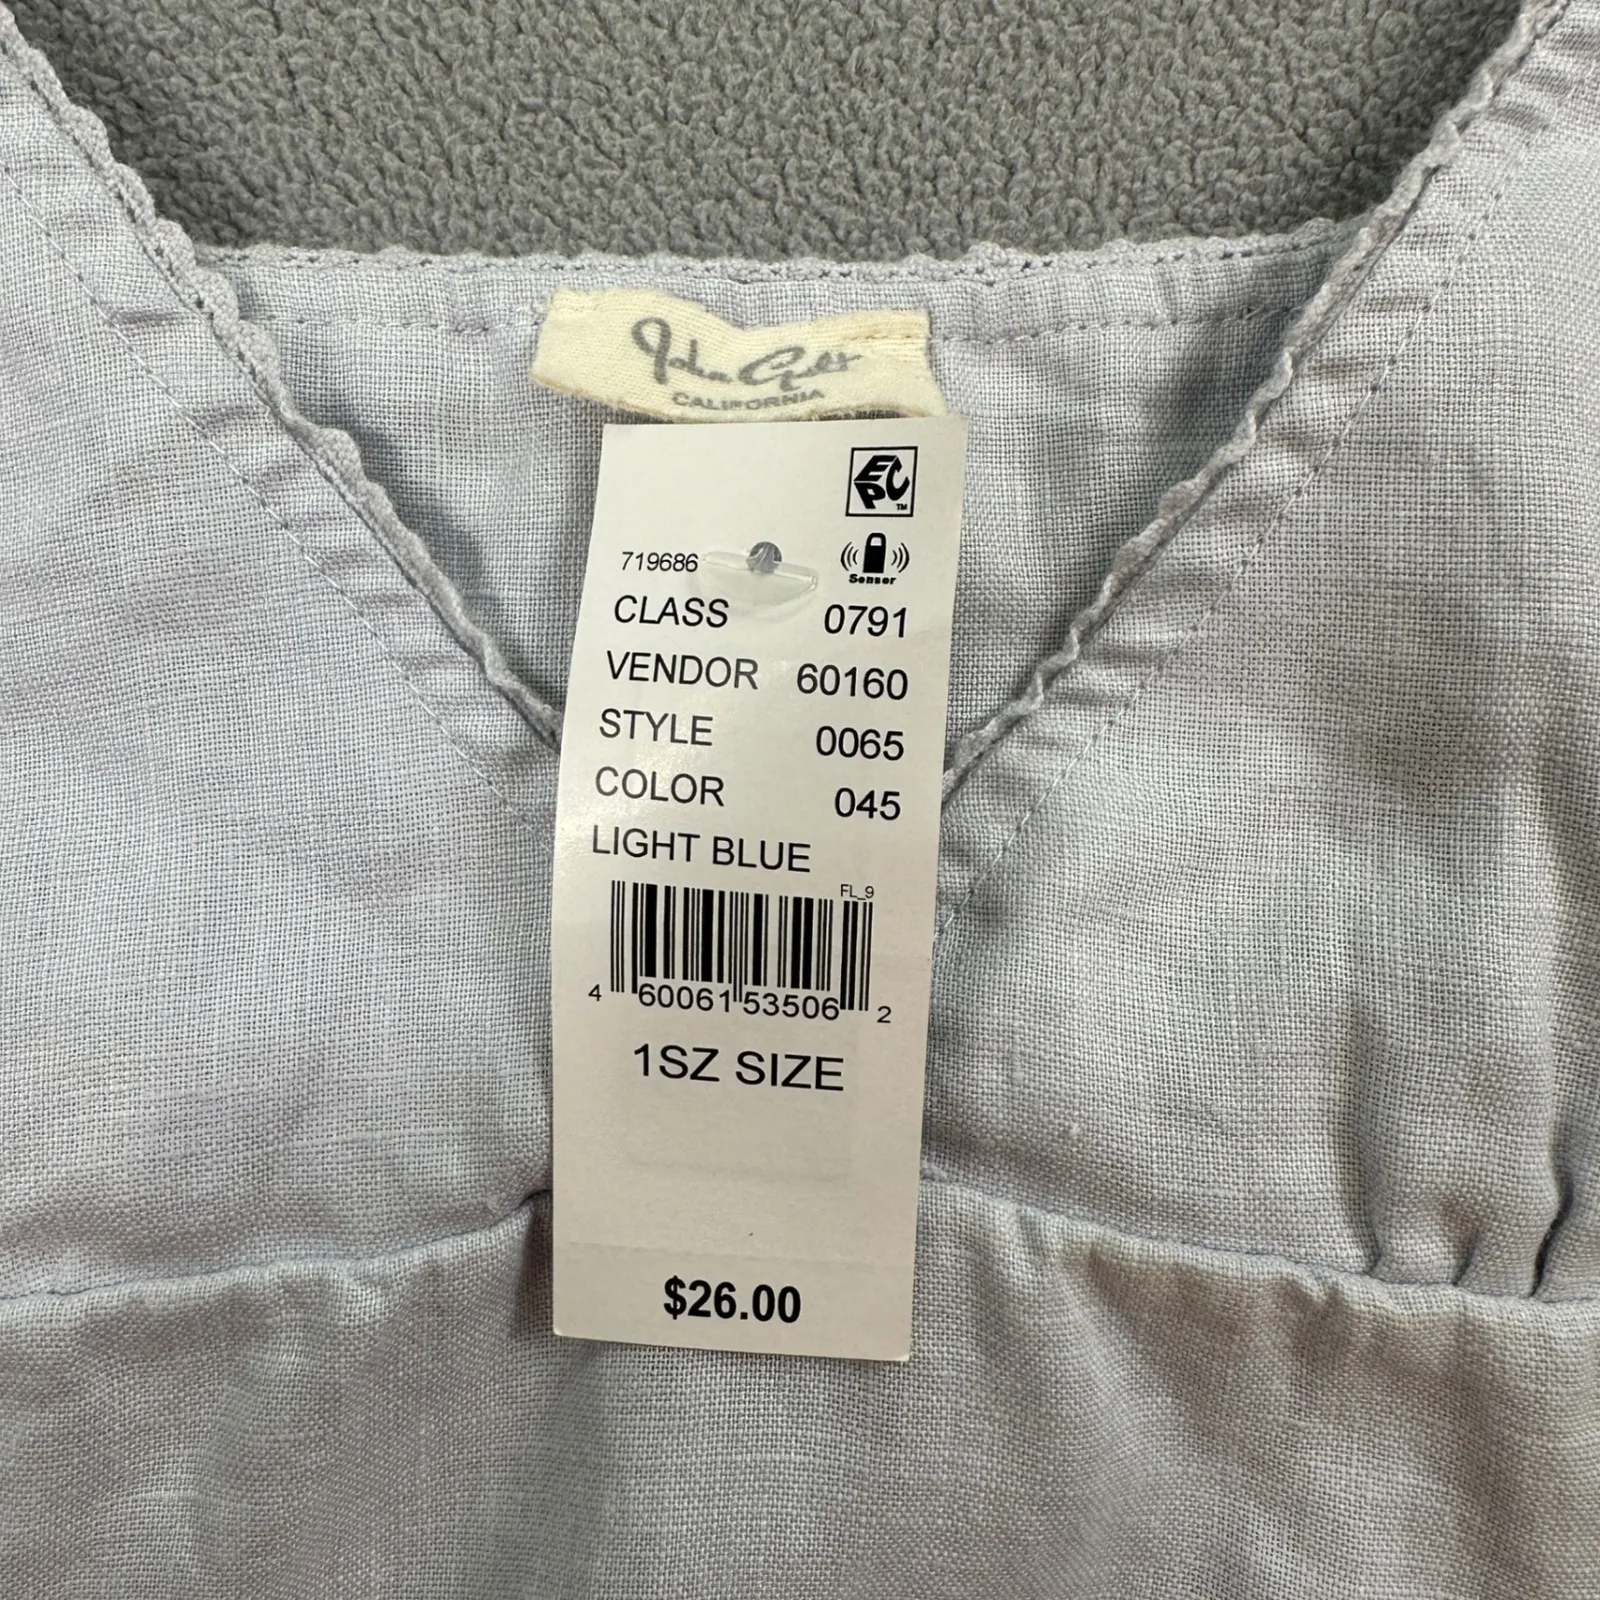 John Galt
CALIFORNIA
EPC TM
Sensor
719686
CLASS 0791
VENDOR 60160
STYLE 0065
COLOR 045
LIGHT BLUE
FL_9
4 60061 53506 2
1SZ SIZE
$26.00